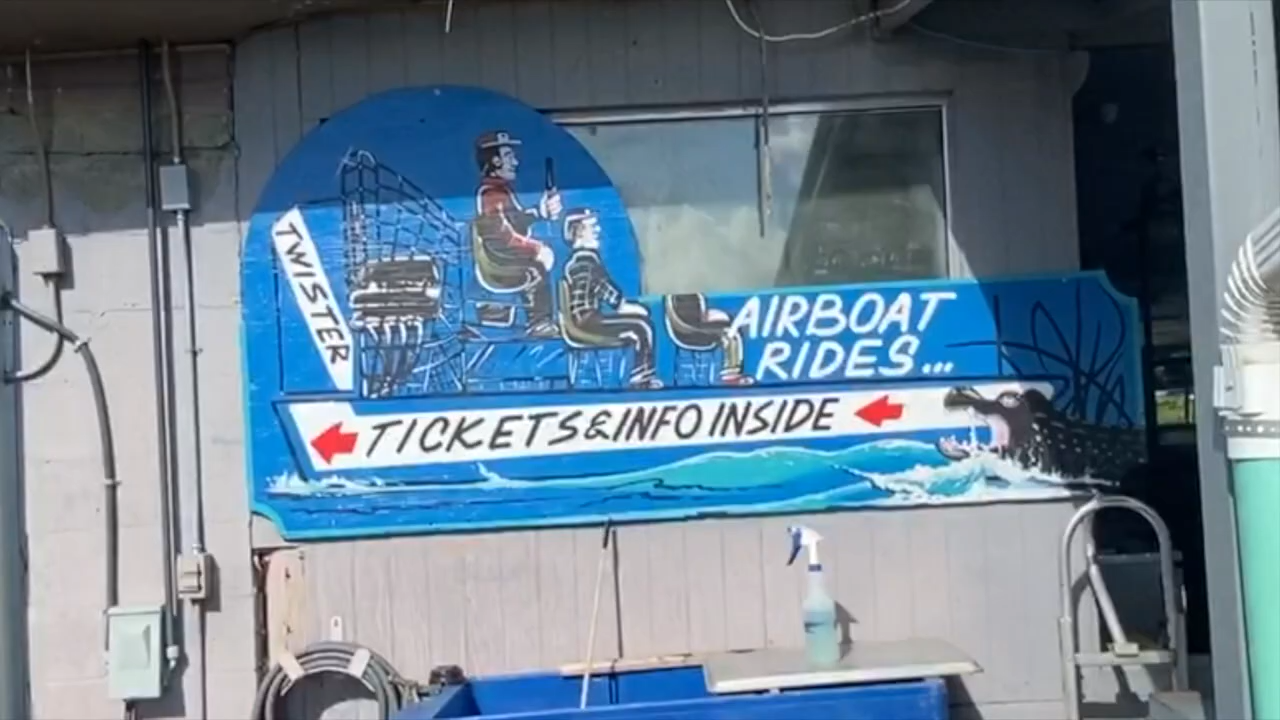 TWISTER
AIRBOAT
RIDES...
TICKETS & INFO INSIDE